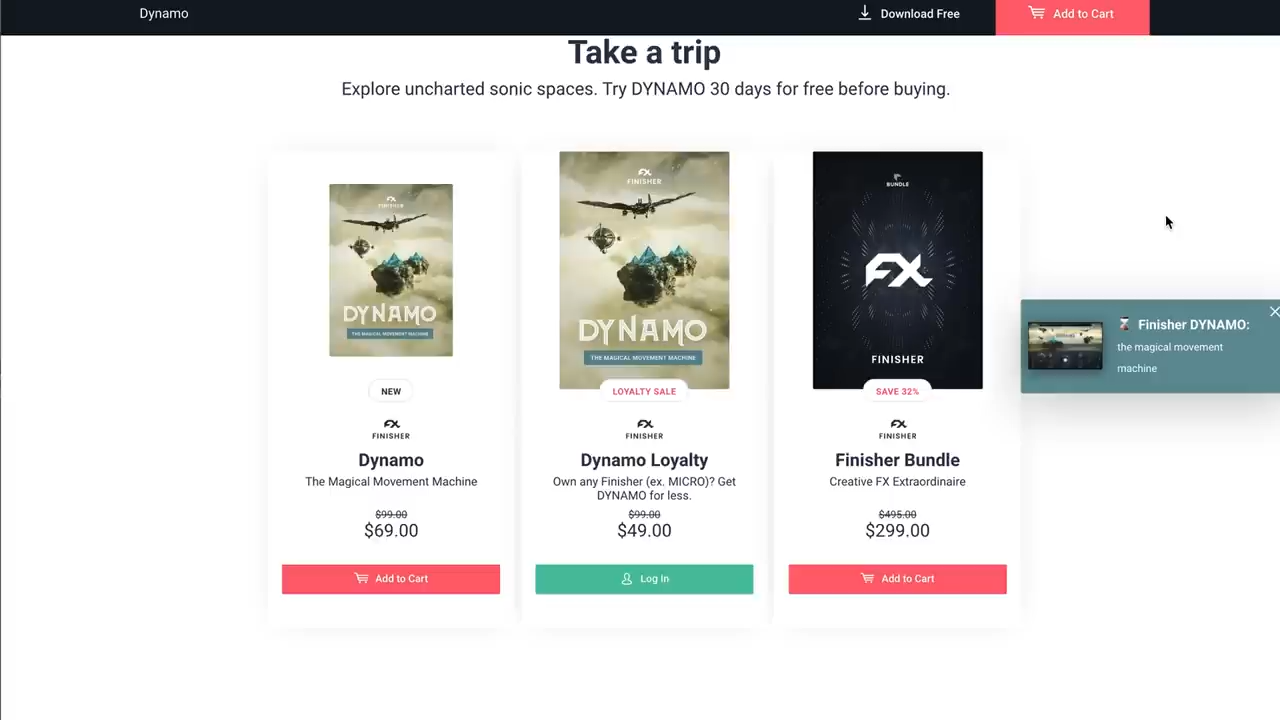 Dynamo
Download Free
Add to Cart
Take a trip
Explore uncharted sonic spaces. Try DYNAMO 30 days for free before buying.
FINISHER
DYNAMO
THE MAGICAL MOVEMENT MACHINE
NEW
FX
FINISHER
Dynamo
The Magical Movement Machine
$99.00
$69.00
Add to Cart
FX
FINISHER
DYNAMO
THE MAGICAL MOVEMENT MACHINE
LOYALTY SALE
FX
FINISHER
Dynamo Loyalty
Own any Finisher (ex. MICRO)? Get
DYNAMO for less.
$99.00
$49.00
Log In
BUNDLE
FX
FINISHER
SAVE 32%
FX
FINISHER
Finisher Bundle
Creative FX Extraordinaire
$495.00
$299.00
Add to Cart
Finisher DYNAMO:
the magical movement
machine